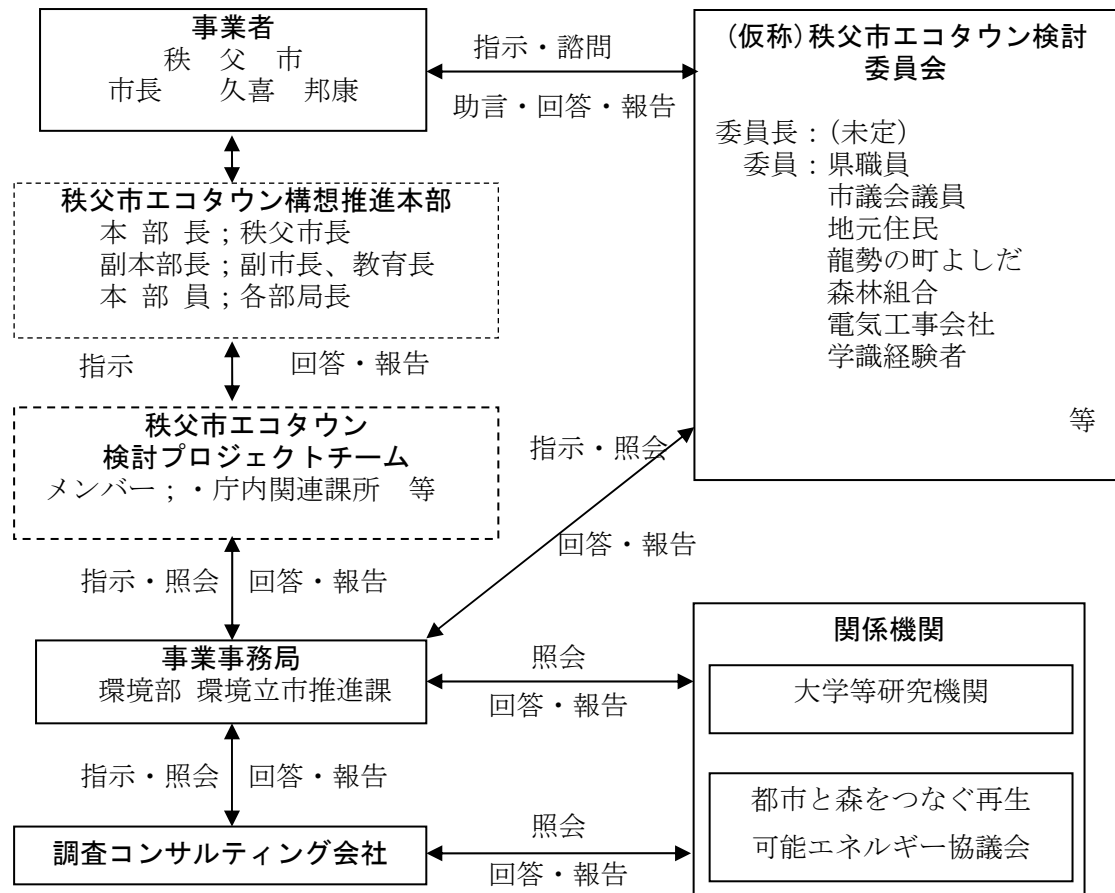 事業者
秩　父　市
市長　　久喜　邦康
指示・諮問
助言・回答・報告
(仮称)秩父市エコタウン検討
委員会
委員長：(未定)
委員：県職員
市議会議員
地元住民
龍勢の町よしだ
森林組合
電気工事会社
学識経験者
等
秩父市エコタウン構想推進本部
本 部 長；秩父市長
副本部長；副市長、教育長
本 部 員；各部局長
指示
回答・報告
秩父市エコタウン
検討プロジェクトチーム
メンバー；・庁内関連課所　等
指示・照会
回答・報告
指示・照会
回答・報告
事業事務局
環境部 環境立市推進課
照会
回答・報告
関係機関
大学等研究機関
都市と森をつなぐ再生
可能エネルギー協議会
指示・照会
回答・報告
調査コンサルティング会社
照会
回答・報告